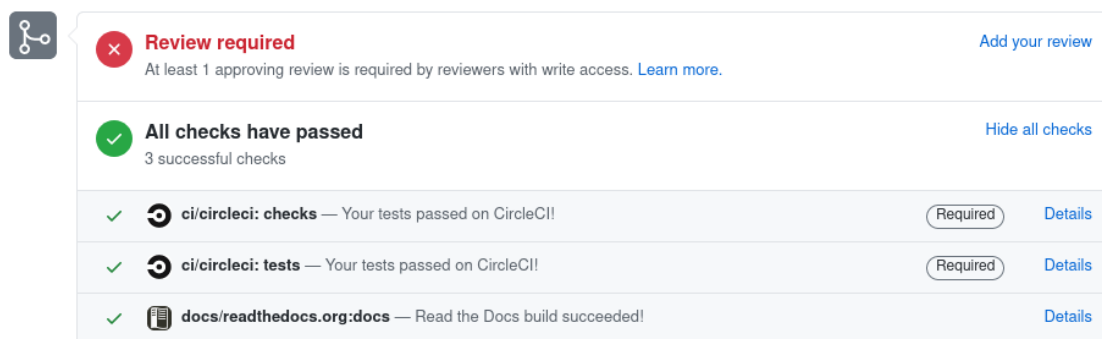 Review required
Add your review
At least 1 approving review is required by reviewers with write access. Learn more.
All checks have passed
Hide all checks
3 successful checks
ci/circleci: checks — Your tests passed on CircleCI! Required Details
ci/circleci: tests — Your tests passed on CircleCI! Required Details
docs/readthedocs.org:docs — Read the Docs build succeeded! Details